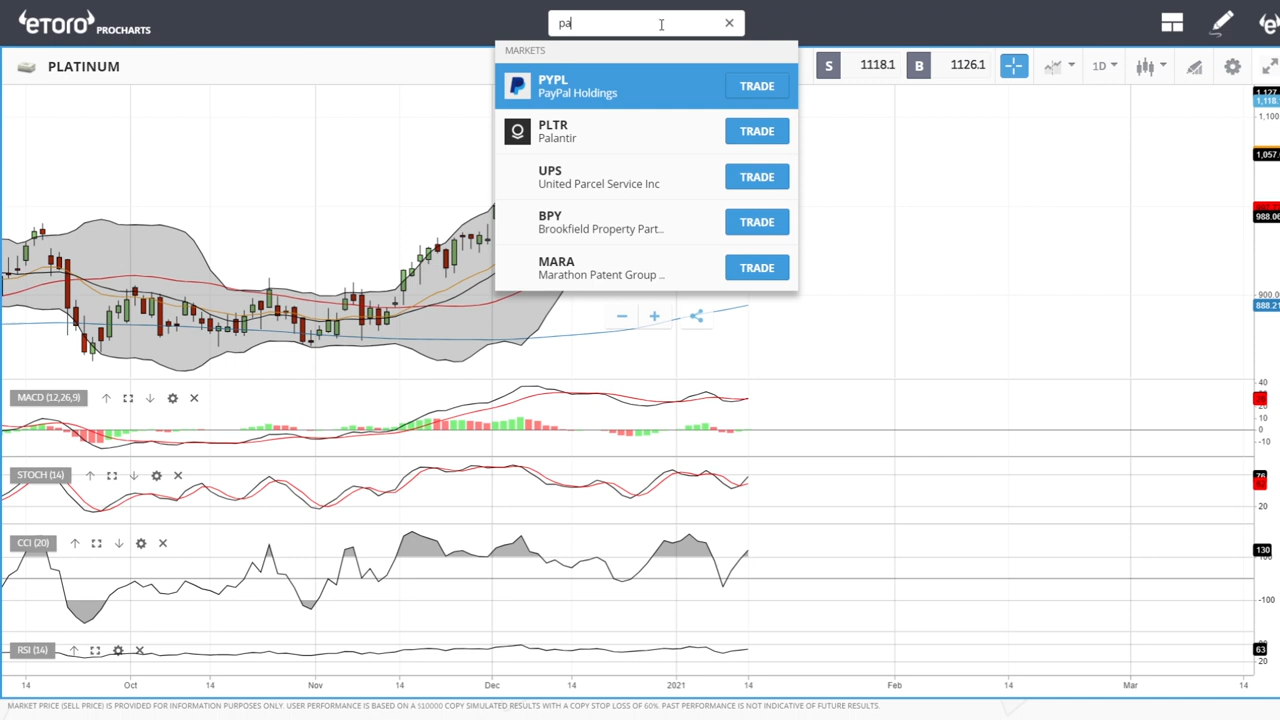 eTORO PROCHARTS
pa
MARKETS
PYPL
PayPal Holdings
TRADE
PLTR
Palantir
TRADE
UPS
United Parcel Service Inc
TRADE
BPY
Brookfield Property Part..
TRADE
MARA
Marathon Patent Group ..
TRADE
PLATINUM
S 1118.1 B 1126.1
1D
1,127
1,118.
1,100
1,057.
988.06
900.0
888.21
MACD (12,26,9)
40
20
10
0
-10
STOCH (14)
76
20
CCI (20)
130
-100
RSI (14)
63
20
14 Oct 14 Nov 14 Dec 14 2021 14 Feb 14 Mar 14
MARKET PRICE (SELL PRICE) IS PROVIDED FOR INFORMATION PURPOSES ONLY. USER PERFORMANCE IS BASED ON A $10000 COPY SIMULATED RESULTS WITH A COPY STOP LOSS OF 60%. PAST PERFORMANCE IS NOT INDICATIVE OF FUTURE RESULTS.